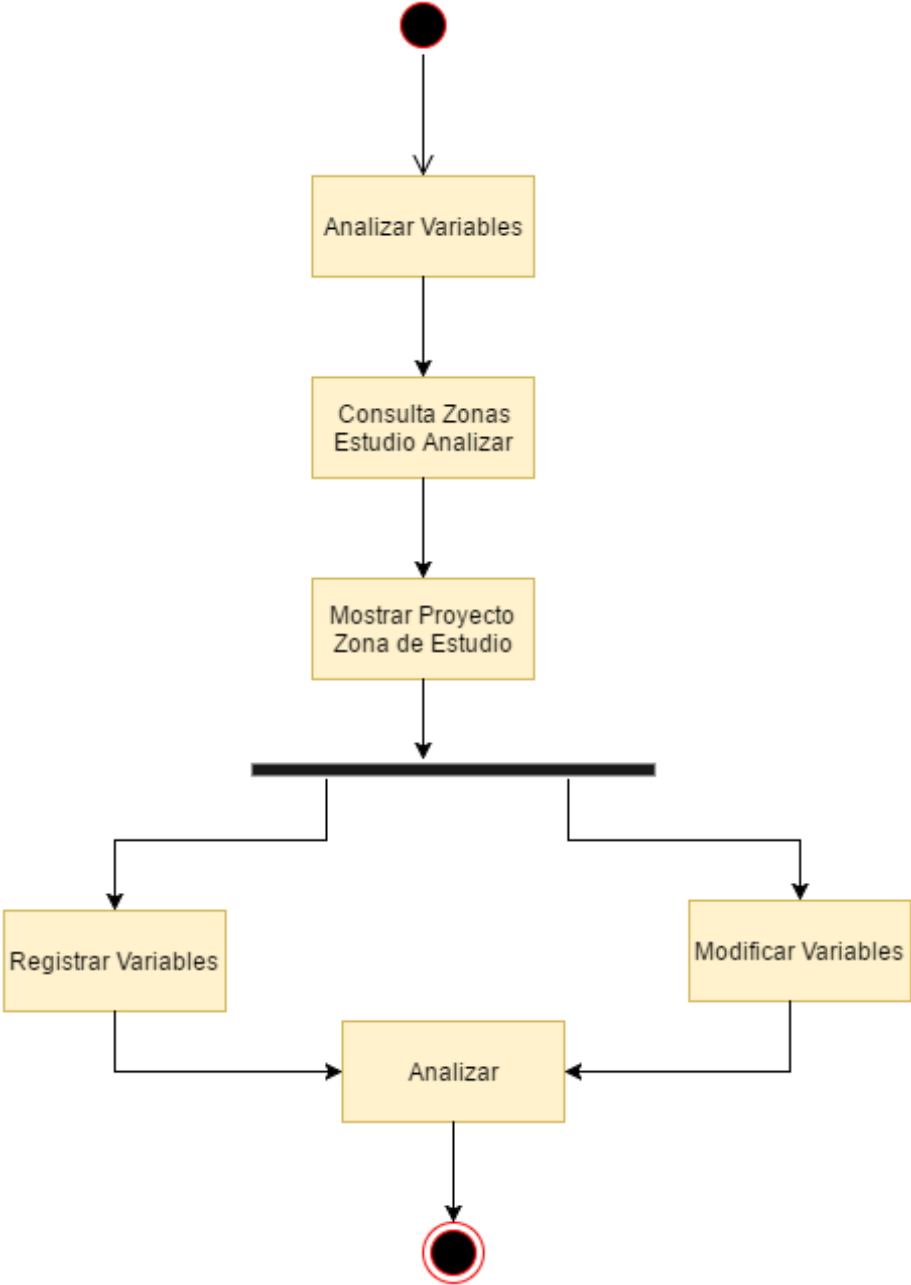 Analizar Variables
Consulta Zonas
Estudio Analizar
Mostrar Proyecto
Zona de Estudio
Registrar Variables
Modificar Variables
Analizar